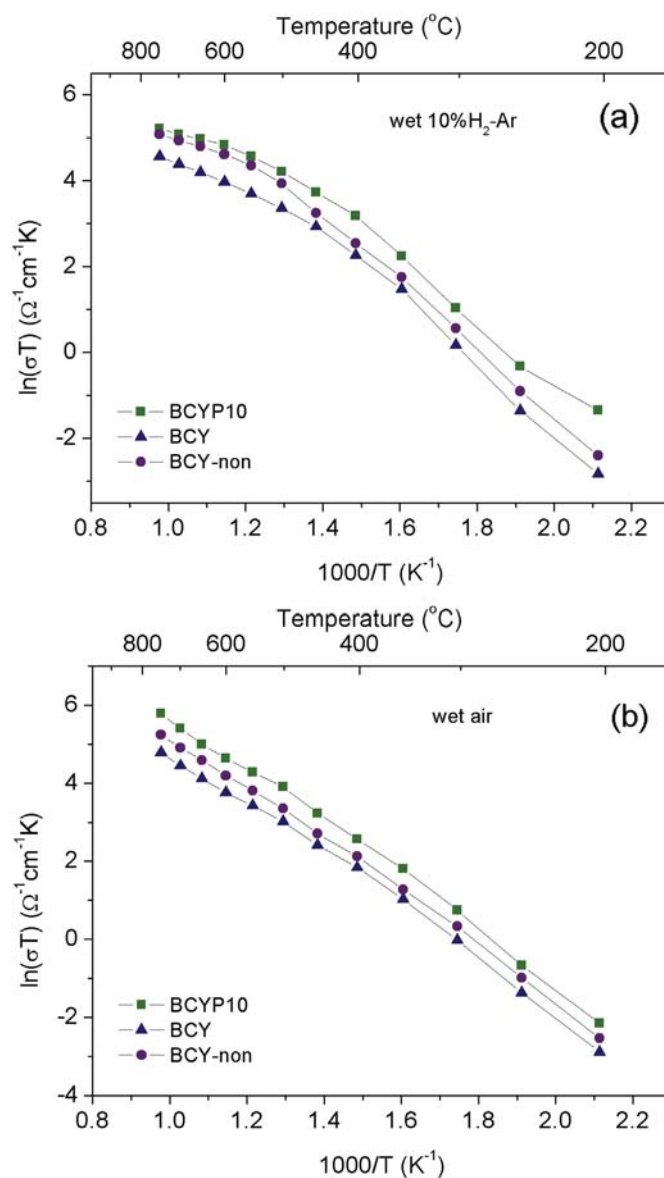 Temperature (°C)
800 600 400 200
(a)
wet 10%H₂-Ar
6
4
2
0
-2
ln(σT) (Ω⁻¹cm⁻¹K)
BCYP10
BCY
BCY-non
0.8 1.0 1.2 1.4 1.6 1.8 2.0 2.2
1000/T (K⁻¹)
Temperature (°C)
800 600 400 200
(b)
wet air
6
4
2
0
-2
-4
ln(σT) (Ω⁻¹cm⁻¹K)
BCYP10
BCY
BCY-non
0.8 1.0 1.2 1.4 1.6 1.8 2.0 2.2
1000/T (K⁻¹)